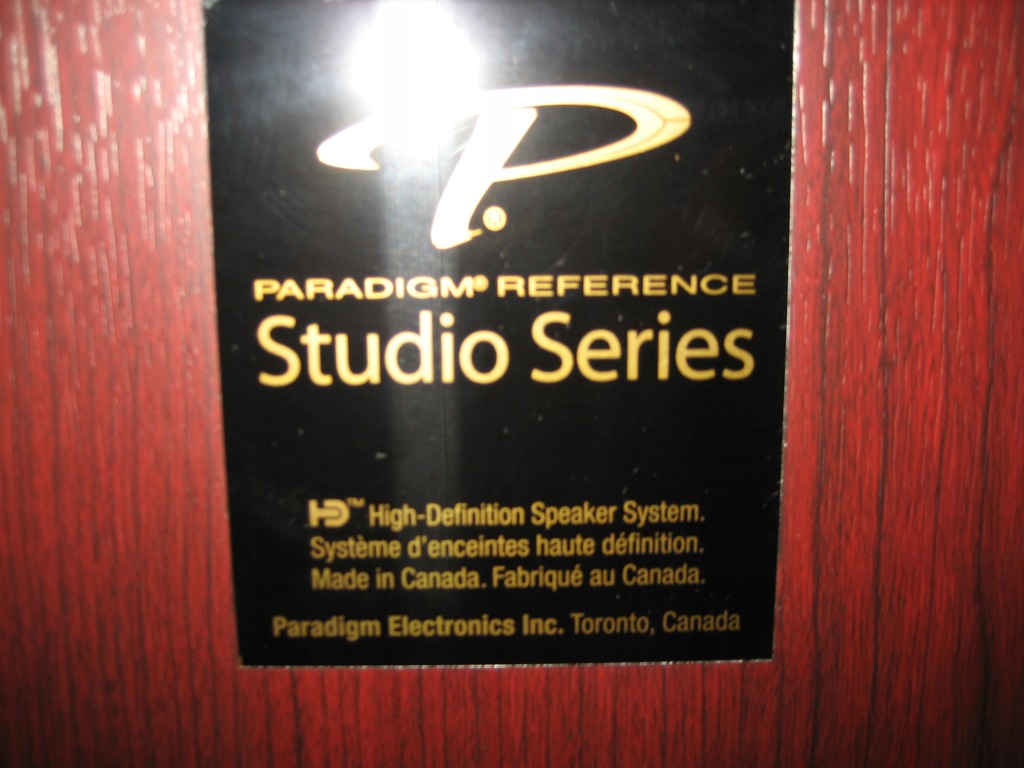 P®
PARADIGM® REFERENCE
Studio Series
HD™ High-Definition Speaker System.
Système d'enceintes haute définition.
Made in Canada. Fabriqué au Canada.
Paradigm Electronics Inc. Toronto, Canada